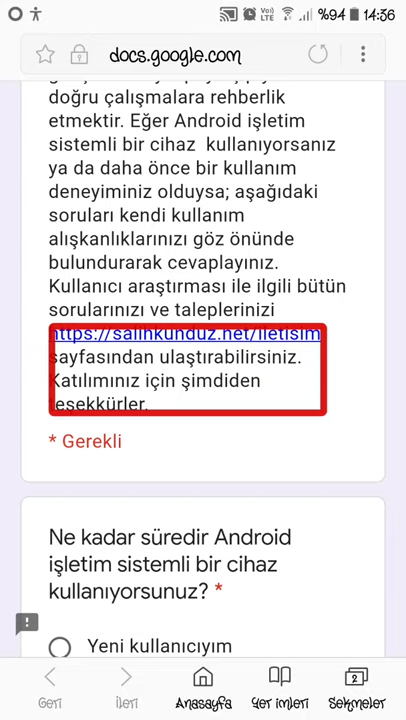 %94 14:36
docs.google.com
doğru çalışmalara rehberlik
etmektir. Eğer Android işletim
sistemli bir cihaz kullanıyorsanız
ya da daha önce bir kullanım
deneyiminiz olduysa; aşağıdaki
soruları kendi kullanım
alışkanlıklarınızı göz önünde
bulundurarak cevaplayınız.
Kullanıcı araştırması ile ilgili bütün
sorularınızı ve taleplerinizi
https://salihkunduz.net/iletisim
sayfasından ulaştırabilirsiniz.
Katılımınız için şimdiden
teşekkürler.
* Gerekli
Ne kadar süredir Android
işletim sistemli bir cihaz
kullanıyorsunuz? *
Yeni kullanıcıyım
Geri İleri Anasayfa Yer imleri Sekmeler